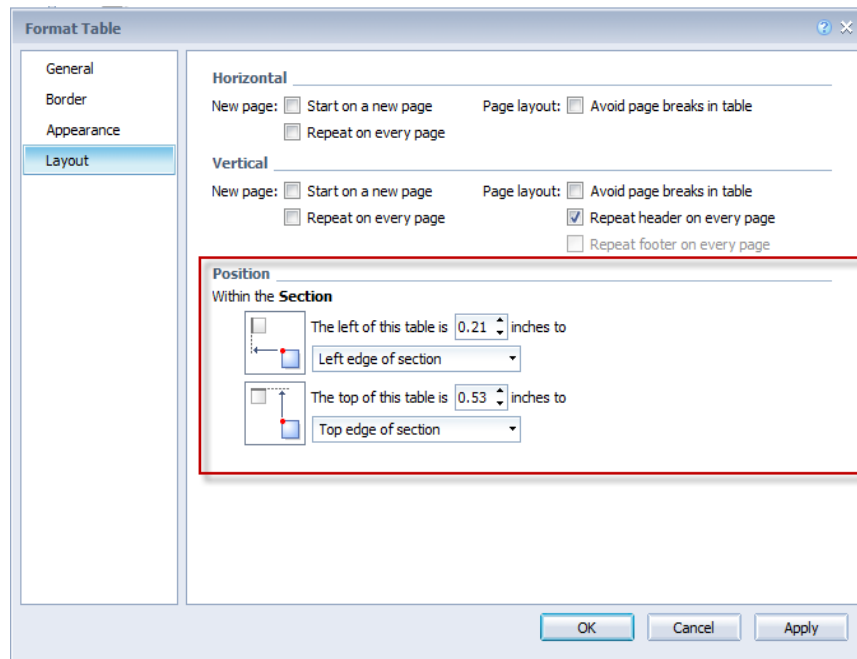 Format Table
General
Border
Appearance
Layout
Horizontal
New page: Start on a new page Page layout: Avoid page breaks in table
Repeat on every page
Vertical
New page: Start on a new page Page layout: Avoid page breaks in table
Repeat on every page Repeat header on every page
Repeat footer on every page
Position
Within the Section
The left of this table is 0.21 inches to
Left edge of section
The top of this table is 0.53 inches to
Top edge of section
OK Cancel Apply